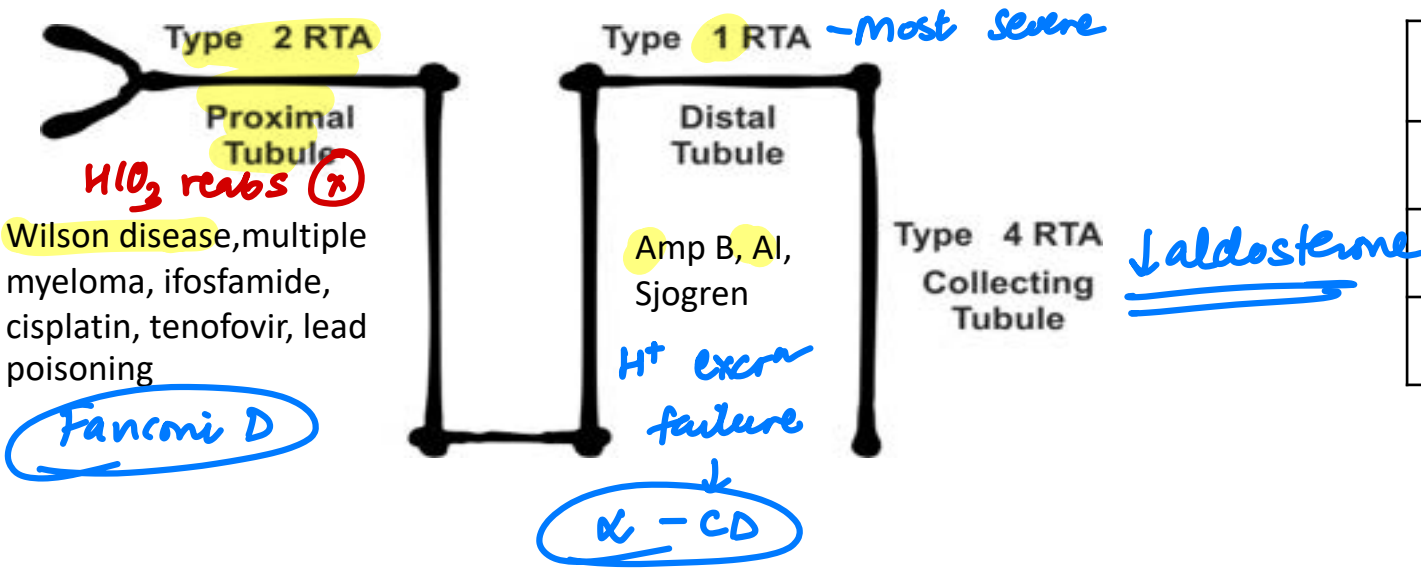 Type 2 RTA
Proximal
Tubule
HCO3 reabs (x)
Wilson disease,multiple
myeloma, ifosfamide,
cisplatin, tenofovir, lead
poisoning
Fanconi D
Type 1 RTA - Most severe
Distal
Tubule
Amp B, AI,
Sjogren
H+ excrn
failure
↓
α - CD
Type 4 RTA
Collecting
Tubule
↓ aldosterone